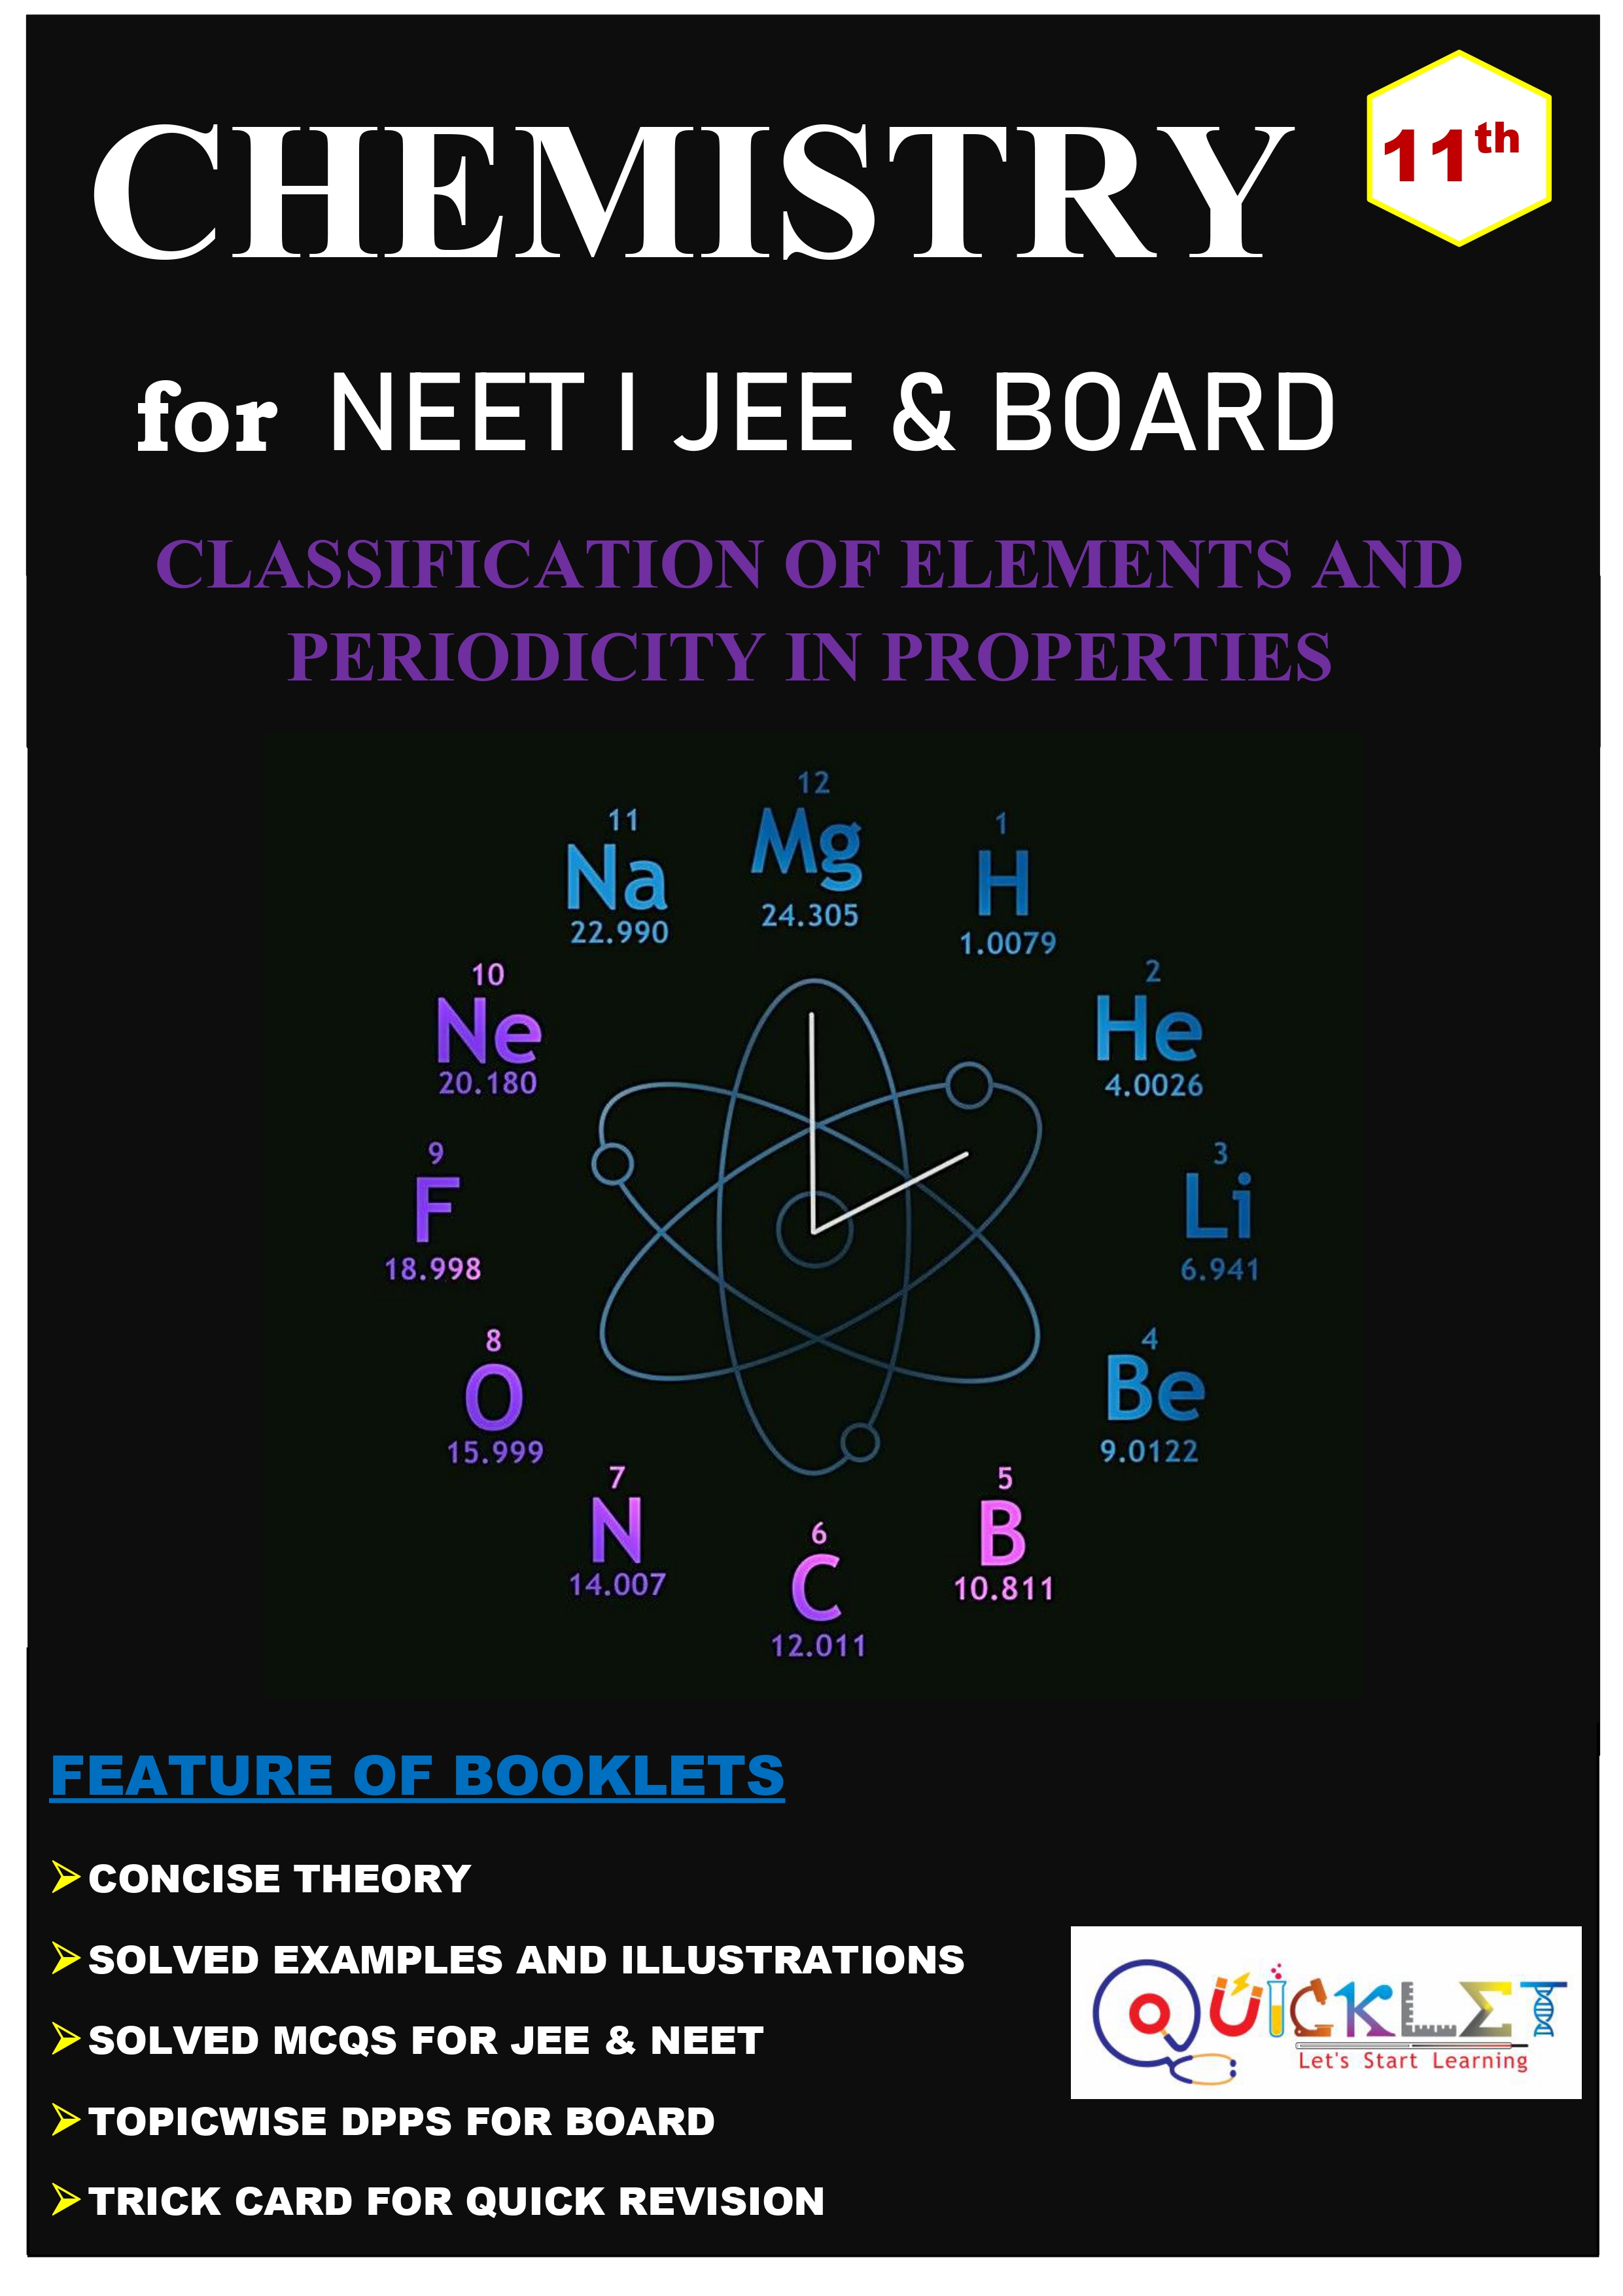 CHEMISTRY
11th
for NEET I JEE & BOARD
CLASSIFICATION OF ELEMENTS AND
PERIODICITY IN PROPERTIES
12
Mg
24.305
1
H
1.0079
2
He
4.0026
3
Li
6.941
4
Be
9.0122
5
B
10.811
6
C
12.011
7
N
14.007
8
O
15.999
9
F
18.998
10
Ne
20.180
11
Na
22.990
FEATURE OF BOOKLETS
CONCISE THEORY
SOLVED EXAMPLES AND ILLUSTRATIONS
SOLVED MCQS FOR JEE & NEET
TOPICWISE DPPS FOR BOARD
TRICK CARD FOR QUICK REVISION
QUICKLET
Let's Start Learning